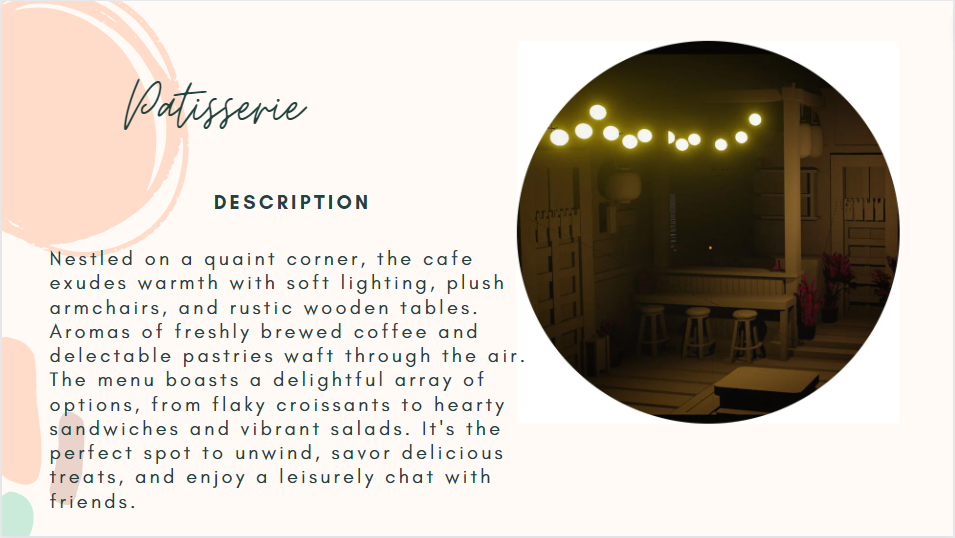 Patisserie
DESCRIPTION
Nestled on a quaint corner, the cafe
exudes warmth with soft lighting, plush
armchairs, and rustic wooden tables.
Aromas of freshly brewed coffee and
delectable pastries waft through the air.
The menu boasts a delightful array of
options, from flaky croissants to hearty
sandwiches and vibrant salads. It's the
perfect spot to unwind, savor delicious
treats, and enjoy a leisurely chat with
friends.